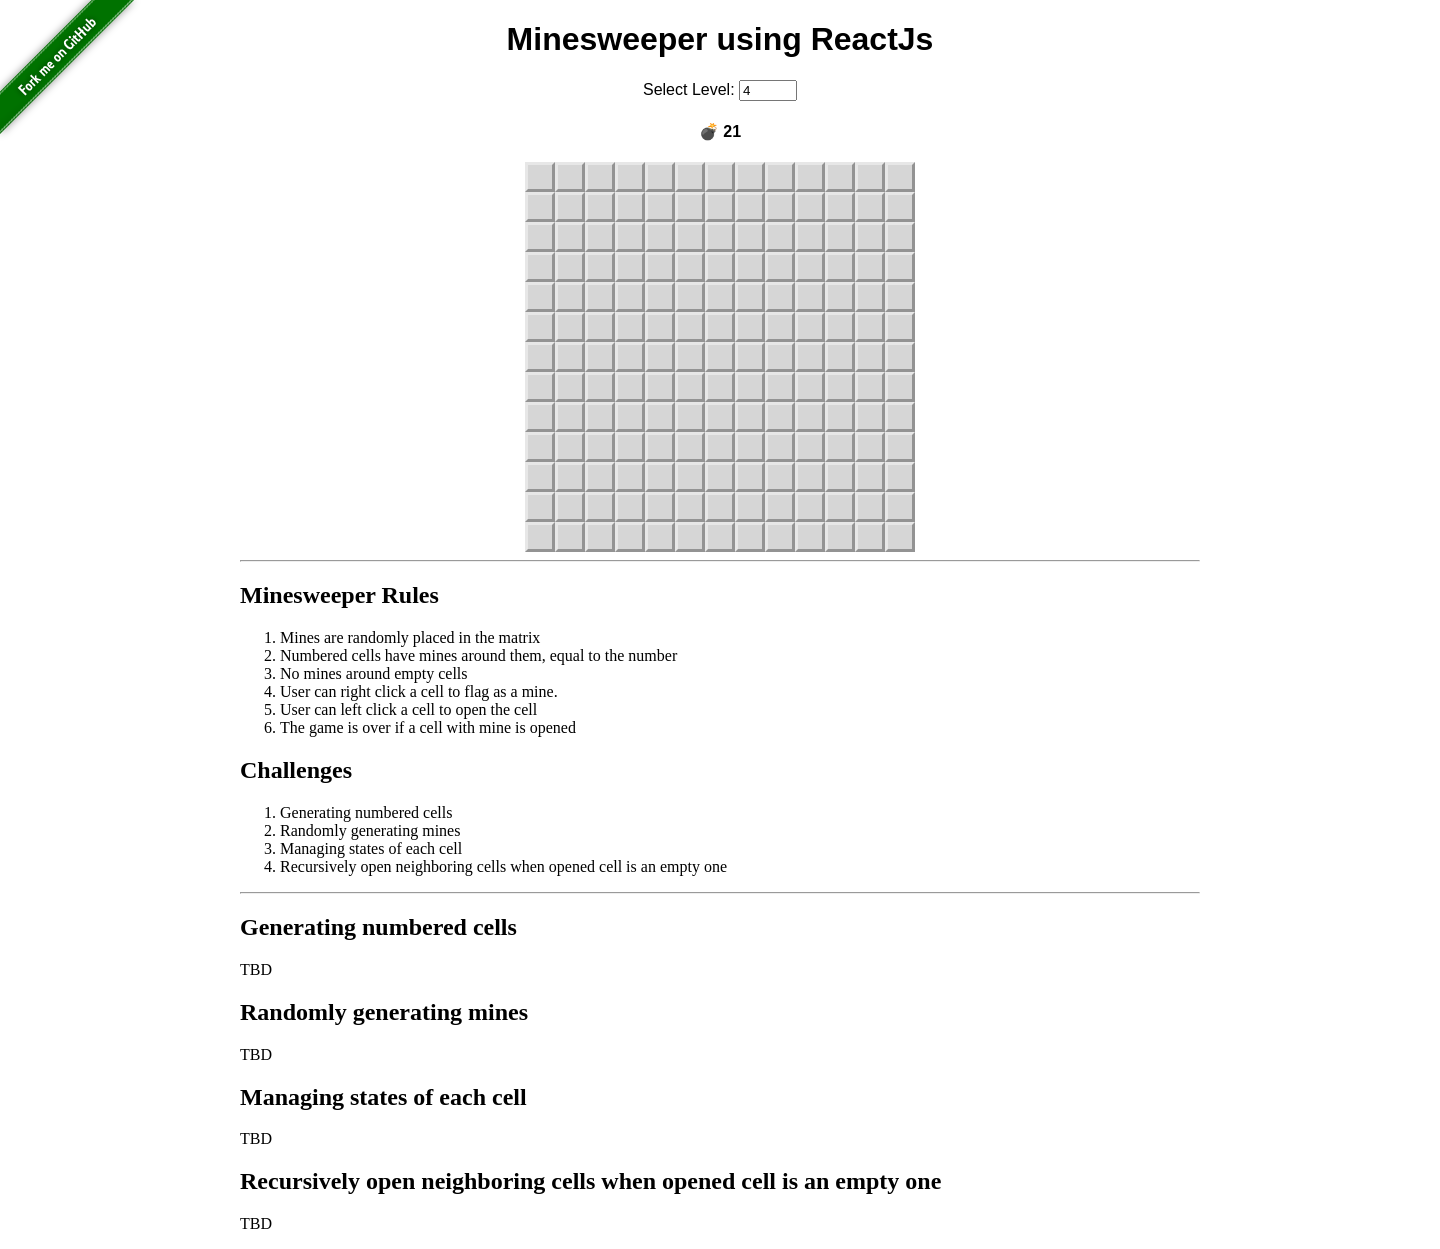 Fork me on GitHub
Minesweeper using ReactJs
Select Level: 4
💣 21
Minesweeper Rules
1. Mines are randomly placed in the matrix
2. Numbered cells have mines around them, equal to the number
3. No mines around empty cells
4. User can right click a cell to flag as a mine.
5. User can left click a cell to open the cell
6. The game is over if a cell with mine is opened
Challenges
1. Generating numbered cells
2. Randomly generating mines
3. Managing states of each cell
4. Recursively open neighboring cells when opened cell is an empty one
Generating numbered cells
TBD
Randomly generating mines
TBD
Managing states of each cell
TBD
Recursively open neighboring cells when opened cell is an empty one
TBD